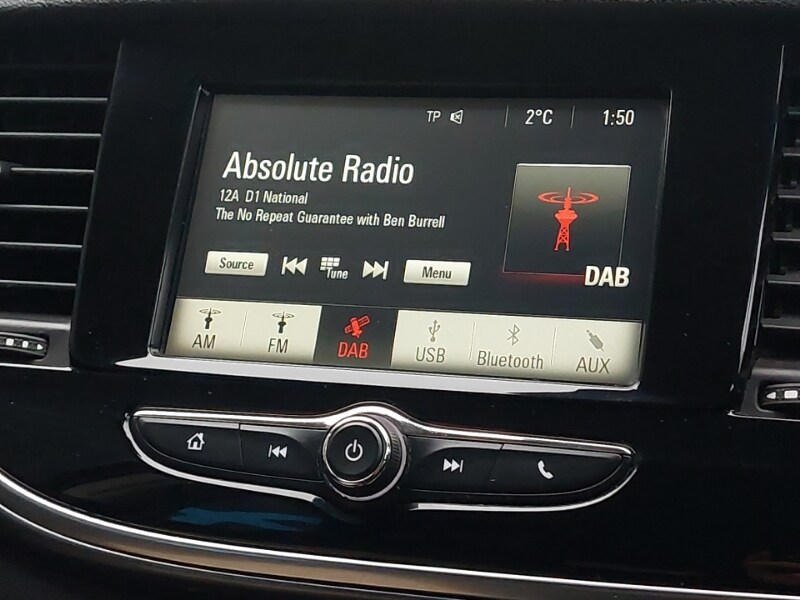 TP 2°C 1:50
Absolute Radio
12A D1 National
The No Repeat Guarantee with Ben Burrell
DAB
Source Tune Menu
AM FM DAB USB Bluetooth AUX